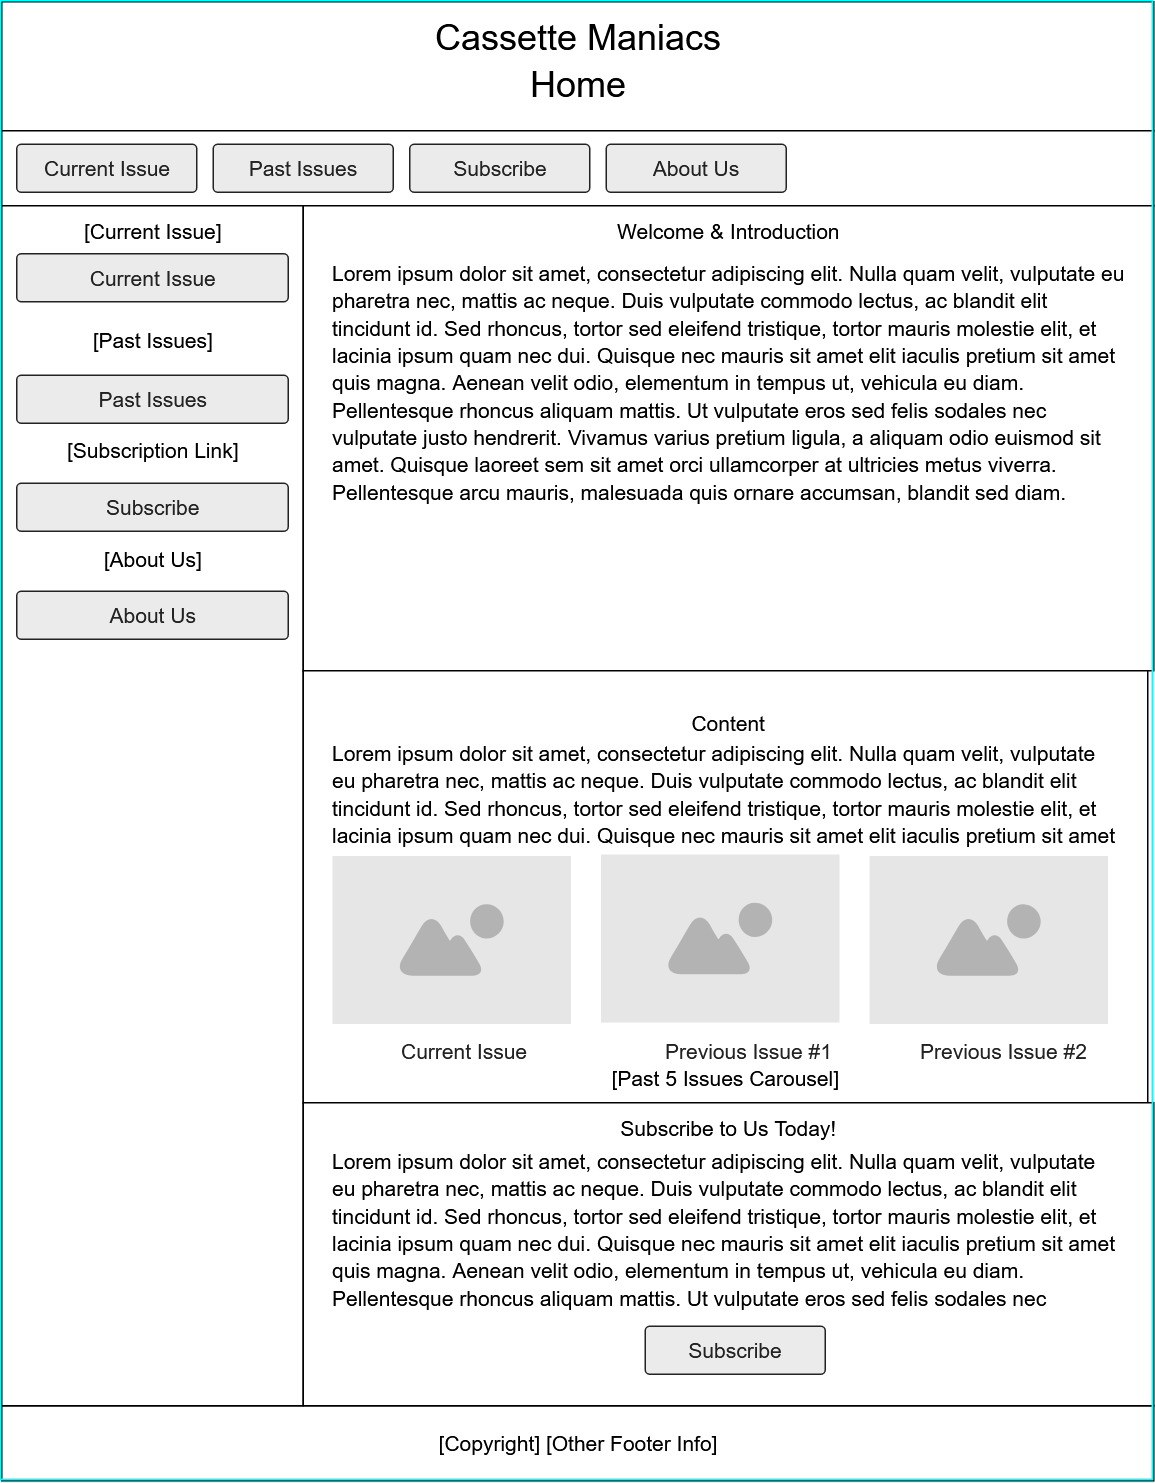 Cassette Maniacs
Home
Current Issue
Past Issues
Subscribe
About Us
[Current Issue]
Current Issue
[Past Issues]
Past Issues
[Subscription Link]
Subscribe
[About Us]
About Us
Welcome & Introduction
Lorem ipsum dolor sit amet, consectetur adipiscing elit. Nulla quam velit, vulputate eu
pharetra nec, mattis ac neque. Duis vulputate commodo lectus, ac blandit elit
tincidunt id. Sed rhoncus, tortor sed eleifend tristique, tortor mauris molestie elit, et
lacinia ipsum quam nec dui. Quisque nec mauris sit amet elit iaculis pretium sit amet
quis magna. Aenean velit odio, elementum in tempus ut, vehicula eu diam.
Pellentesque rhoncus aliquam mattis. Ut vulputate eros sed felis sodales nec
vulputate justo hendrerit. Vivamus varius pretium ligula, a aliquam odio euismod sit
amet. Quisque laoreet sem sit amet orci ullamcorper at ultricies metus viverra.
Pellentesque arcu mauris, malesuada quis ornare accumsan, blandit sed diam.
Content
Lorem ipsum dolor sit amet, consectetur adipiscing elit. Nulla quam velit, vulputate
eu pharetra nec, mattis ac neque. Duis vulputate commodo lectus, ac blandit elit
tincidunt id. Sed rhoncus, tortor sed eleifend tristique, tortor mauris molestie elit, et
lacinia ipsum quam nec dui. Quisque nec mauris sit amet elit iaculis pretium sit amet
Current Issue
Previous Issue #1
Previous Issue #2
[Past 5 Issues Carousel]
Subscribe to Us Today!
Lorem ipsum dolor sit amet, consectetur adipiscing elit. Nulla quam velit, vulputate
eu pharetra nec, mattis ac neque. Duis vulputate commodo lectus, ac blandit elit
tincidunt id. Sed rhoncus, tortor sed eleifend tristique, tortor mauris molestie elit, et
lacinia ipsum quam nec dui. Quisque nec mauris sit amet elit iaculis pretium sit amet
quis magna. Aenean velit odio, elementum in tempus ut, vehicula eu diam.
Pellentesque rhoncus aliquam mattis. Ut vulputate eros sed felis sodales nec
Subscribe
[Copyright] [Other Footer Info]